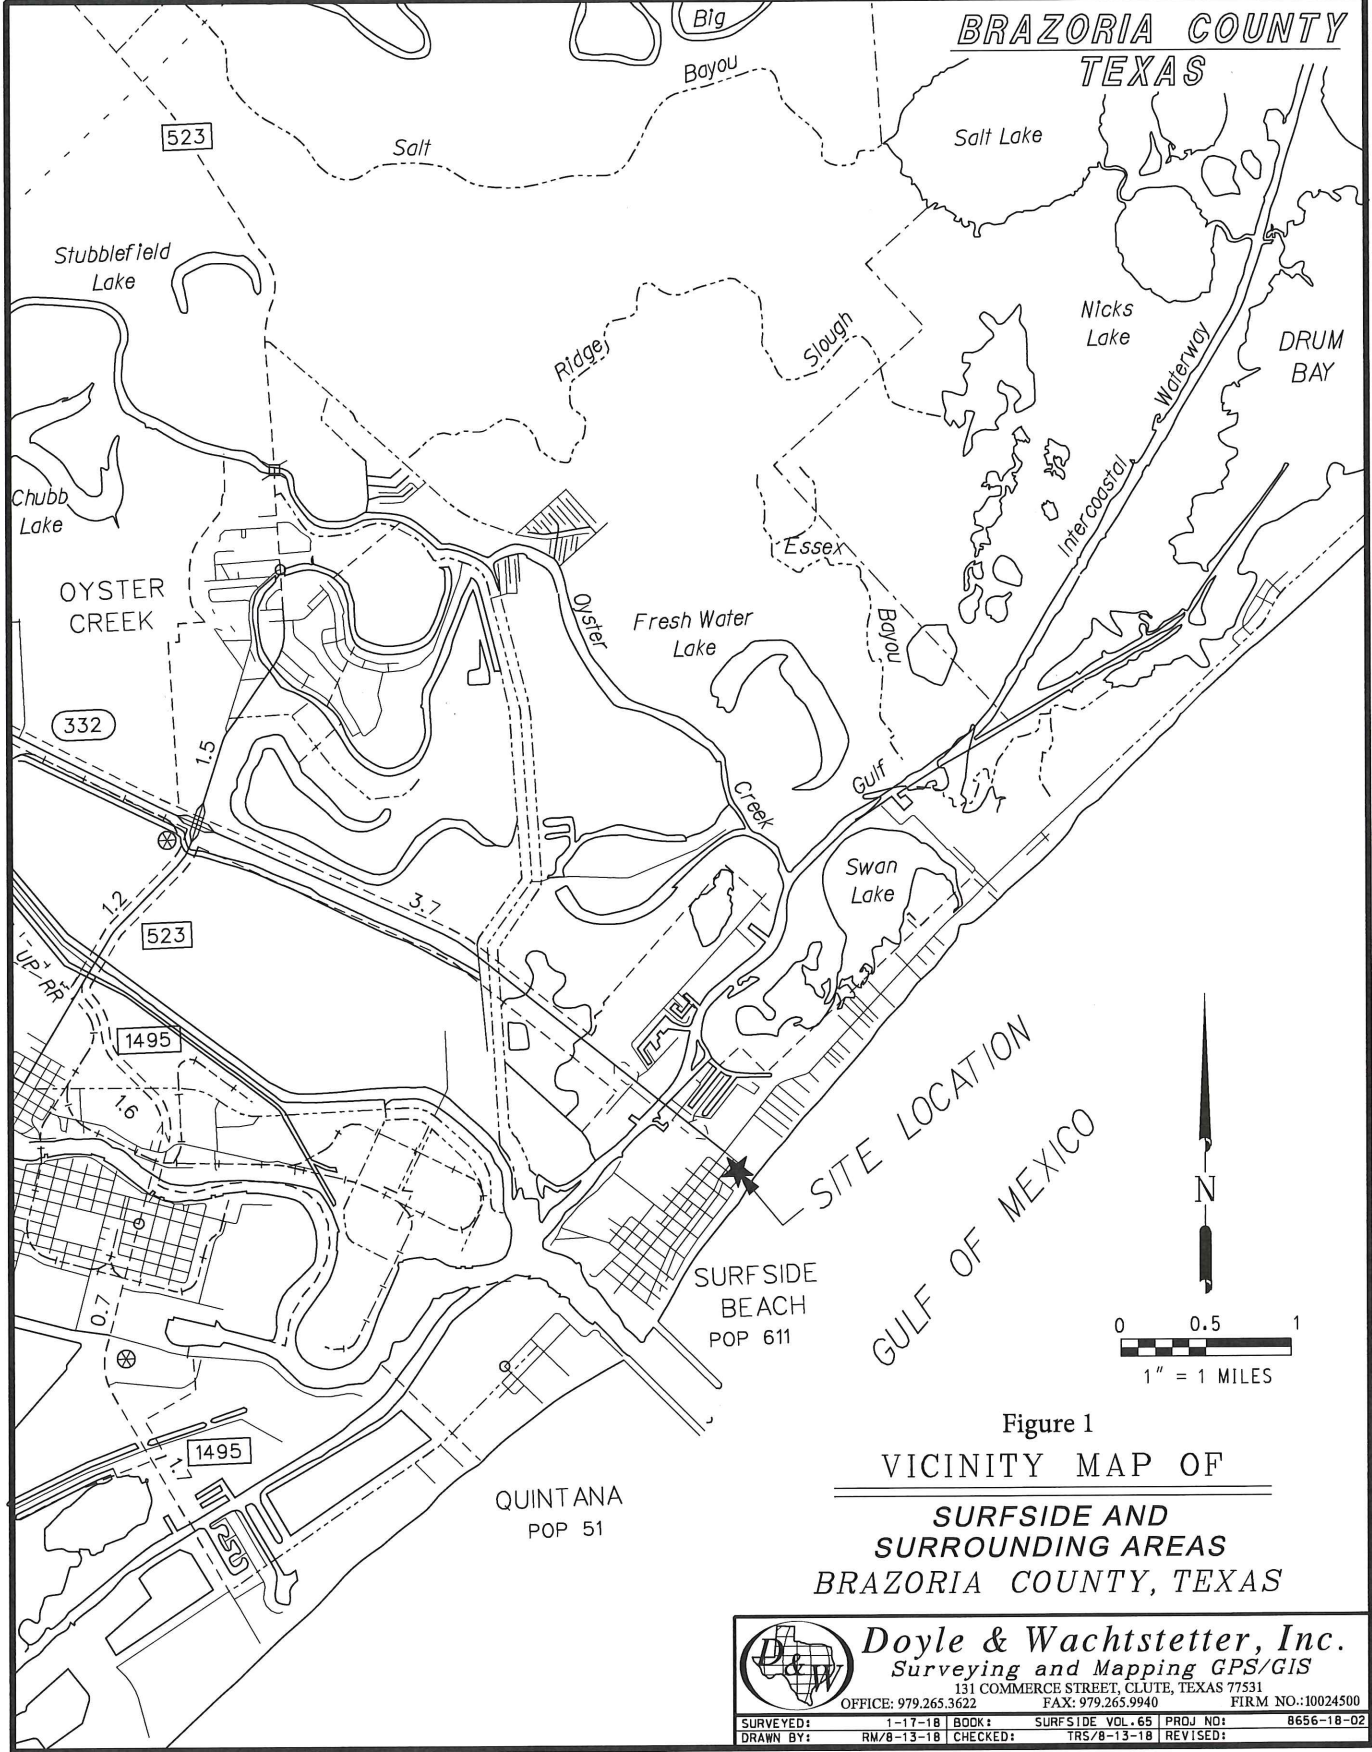 BRAZORIA COUNTY
TEXAS
Big
Bayou
Salt
523
Salt Lake
Stubblefield
Lake
Nicks
Lake
DRUM
BAY
Ridge
Slough
Waterway
Intercoastal
Chubb
Lake
Essex
Bayou
OYSTER
CREEK
Oyster
Fresh Water
Lake
332
1.5
Gulf
Creek
Swan
Lake
1.2
3.7
523
UP RR
1495
1.6
SITE LOCATION
GULF OF MEXICO
N
SURFSIDE
BEACH
POP 611
0.7
0 0.5 1
1" = 1 MILES
1495
1.1
QUINTANA
POP 51
Figure 1
VICINITY MAP OF
SURFSIDE AND
SURROUNDING AREAS
BRAZORIA COUNTY, TEXAS
D&W
Doyle & Wachtstetter, Inc.
Surveying and Mapping GPS/GIS
131 COMMERCE STREET, CLUTE, TEXAS 77531
OFFICE: 979.265.3622 FAX: 979.265.9940 FIRM NO.:10024500
SURVEYED: 1-17-18 BOOK: SURFSIDE VOL.65 PROJ NO: 8656-18-02
DRAWN BY: RM/8-13-18 CHECKED: TRS/8-13-18 REVISED: